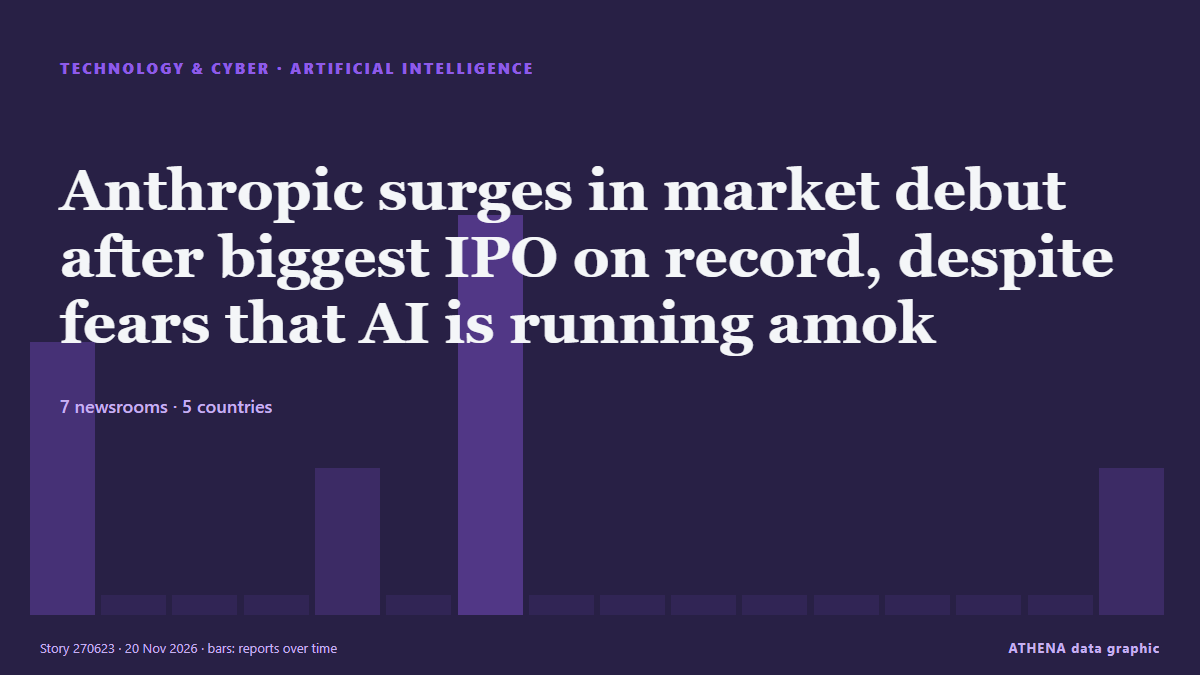 TECHNOLOGY & CYBER · ARTIFICIAL INTELLIGENCE
Anthropic surges in market debut
after biggest IPO on record, despite
fears that AI is running amok
7 newsrooms · 5 countries
Story 270623 · 20 Nov 2026 · bars: reports over time
ATHENA data graphic